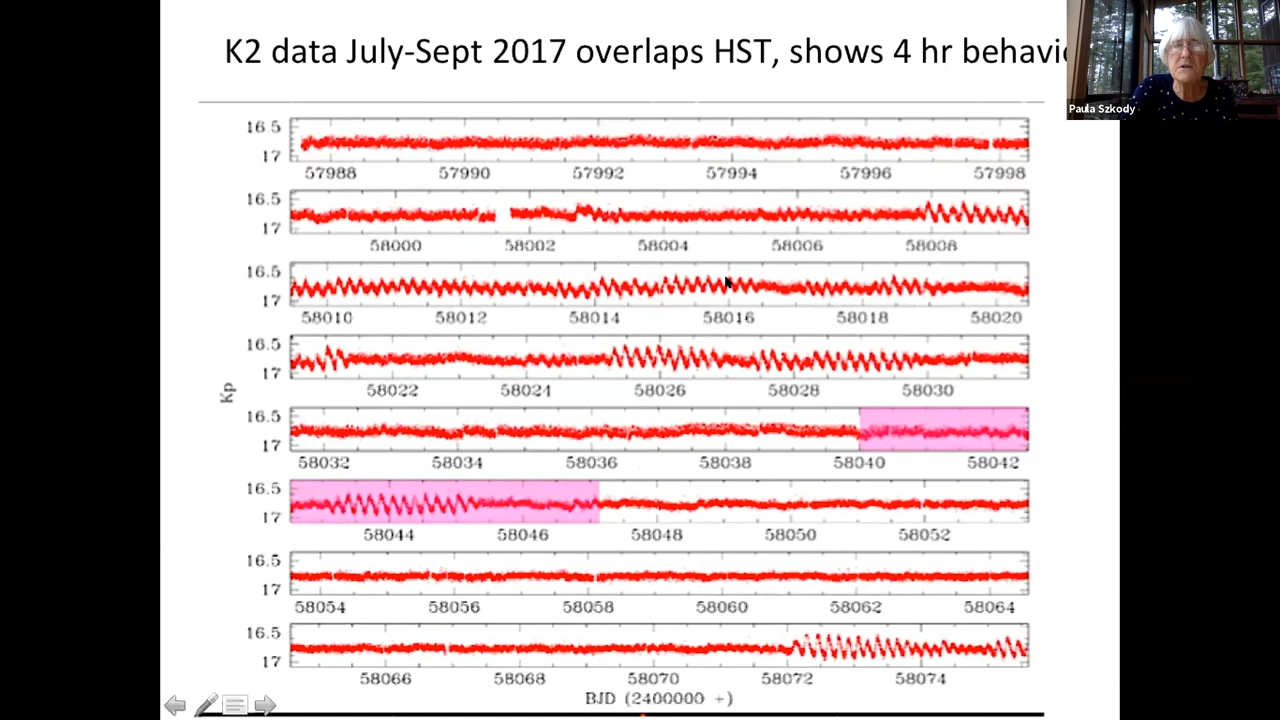 K2 data July-Sept 2017 overlaps HST, shows 4 hr behavi
Paula Szkody
16.5
17
57988 57990 57992 57994 57996 57998
16.5
17
58000 58002 58004 58006 58008
16.5
17
58010 58012 58014 58016 58018 58020
16.5
17
58022 58024 58026 58028 58030
Kp
16.5
17
58032 58034 58036 58038 58040 58042
16.5
17
58044 58046 58048 58050 58052
16.5
17
58054 58056 58058 58060 58062 58064
16.5
17
58066 58068 58070 58072 58074
BJD (2400000 +)